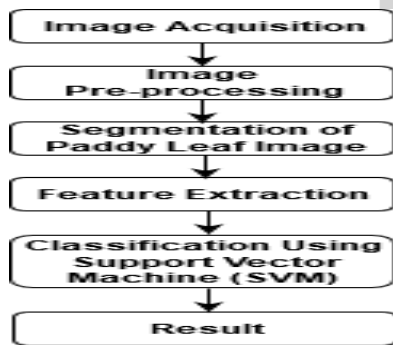 Image Acquisition
Image
Pre-processing
Segmentation of
Paddy Leaf Image
Feature Extraction
Classification Using
Support Vector
Machine (SVM)
Result